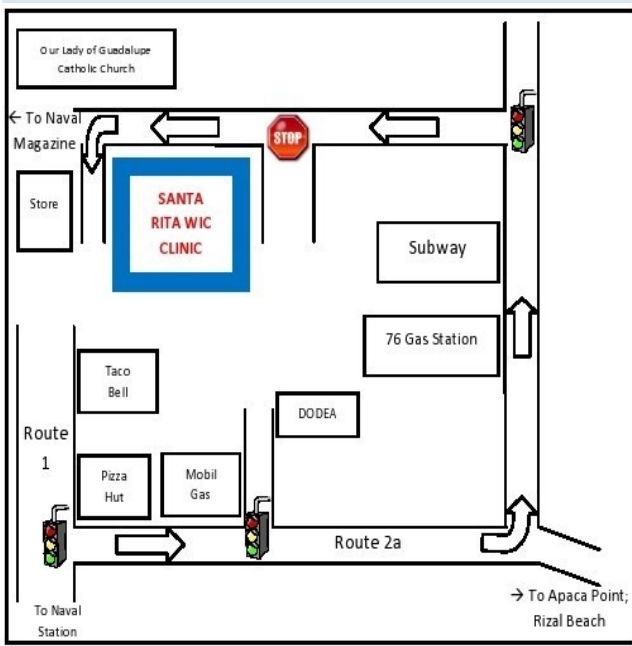 Our Lady of Guadalupe
Catholic Church
← To Naval
Magazine
STOP
Store
SANTA
RITA WIC
CLINIC
Subway
76 Gas Station
Taco
Bell
DODEA
Route
1
Pizza
Hut
Mobil
Gas
Route 2a
→ To Apaca Point;
Rizal Beach
To Naval
Station